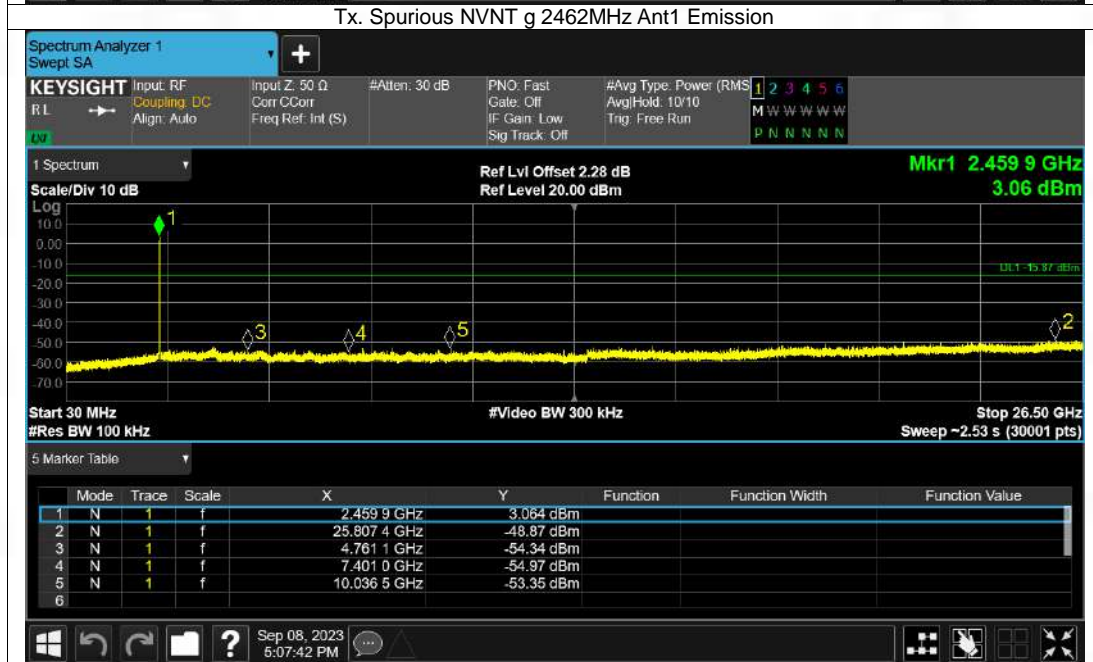 Tx. Spurious NVNT g 2462MHz Ant1 Emission
Spectrum Analyzer 1
Swept SA
+
KEYSIGHT Input: RF Input Z: 50 Ω #Atten: 30 dB PNO: Fast #Avg Type: Power (RMS 1 2 3 4 5 6
RL Coupling: DC Corr CCorr Gate: Off Avg|Hold: 10/10 M W W W W W
Align: Auto Freq Ref: Int (S) IF Gain: Low Trig: Free Run
Sig Track: Off P N N N N N
LXI
1 Spectrum Ref Lvl Offset 2.28 dB Mkr1 2.459 9 GHz
Scale/Div 10 dB Ref Level 20.00 dBm 3.06 dBm
Log
10.0 1
0.00
-10.0
DL1 -15.87 dBm
-20.0
-30.0
-40.0 3 4 5 2
-50.0
-60.0
-70.0
Start 30 MHz #Video BW 300 kHz Stop 26.50 GHz
#Res BW 100 kHz Sweep ~2.53 s (30001 pts)
5 Marker Table
Mode Trace Scale X Y Function Function Width Function Value
1 N 1 f 2.459 9 GHz 3.064 dBm
2 N 1 f 25.807 4 GHz -48.87 dBm
3 N 1 f 4.761 1 GHz -54.34 dBm
4 N 1 f 7.401 0 GHz -54.97 dBm
5 N 1 f 10.036 5 GHz -53.35 dBm
6
? Sep 08, 2023
5:07:42 PM